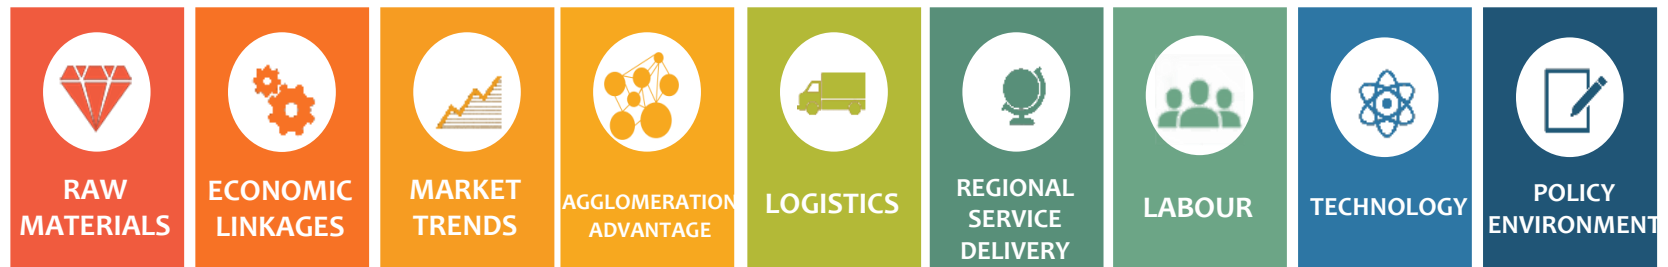 RAW
MATERIALS
ECONOMIC
LINKAGES
MARKET
TRENDS
AGGLOMERATION
ADVANTAGE
LOGISTICS
REGIONAL
SERVICE
DELIVERY
LABOUR
TECHNOLOGY
POLICY
ENVIRONMENT